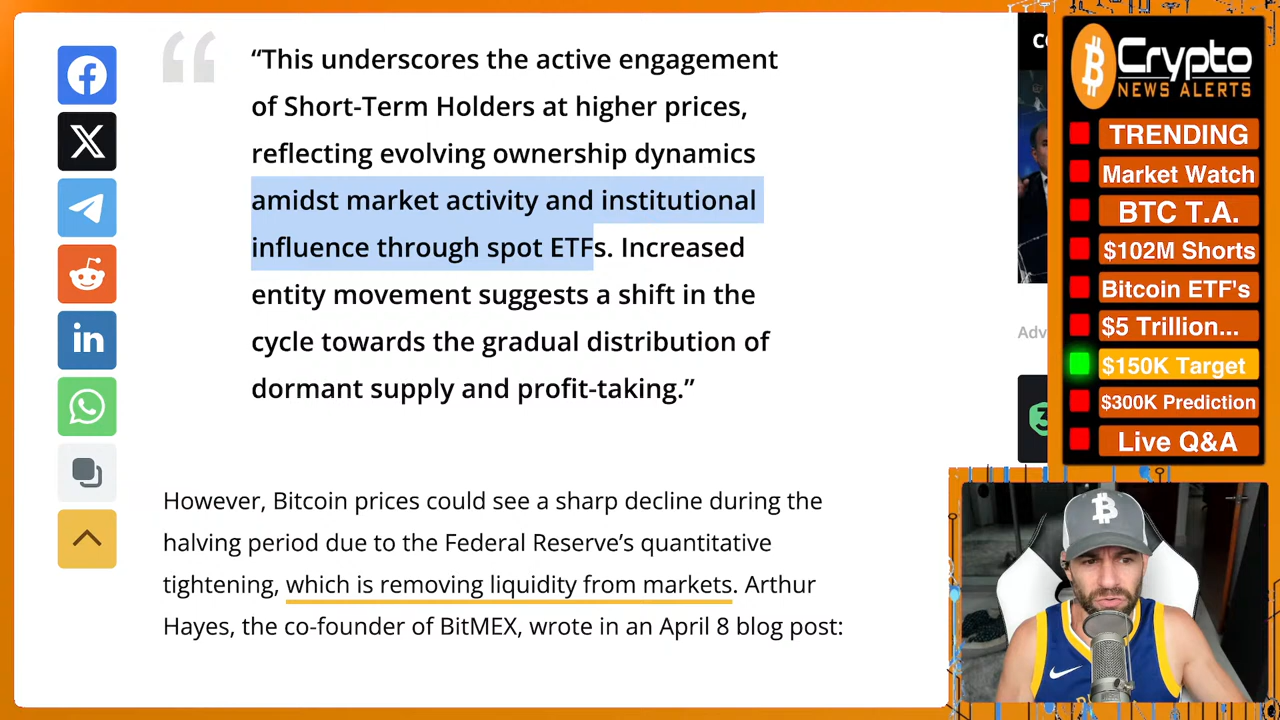 “This underscores the active engagement
of Short-Term Holders at higher prices,
reflecting evolving ownership dynamics
amidst market activity and institutional
influence through spot ETFs. Increased
entity movement suggests a shift in the
cycle towards the gradual distribution of
dormant supply and profit-taking.”
However, Bitcoin prices could see a sharp decline during the
halving period due to the Federal Reserve’s quantitative
tightening, which is removing liquidity from markets. Arthur
Hayes, the co-founder of BitMEX, wrote in an April 8 blog post:
Adv
Crypto
NEWS ALERTS
TRENDING
Market Watch
BTC T.A.
$102M Shorts
Bitcoin ETF's
$5 Trillion...
$150K Target
$300K Prediction
Live Q&A